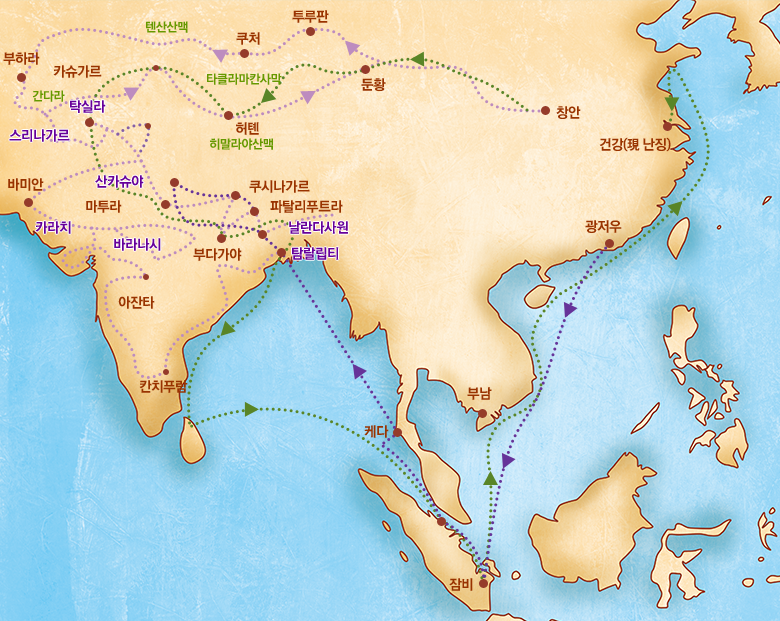 텐산산맥
투루판
쿠처
부하라
카슈가르
타클라마칸사막
둔황
간다라
탁실라
창안
허텐
스리나가르
건강(現 난징)
히말라야산맥
산카슈야
쿠시나가르
바미안
마투라
파탈리푸트라
카라치
날란다사원
광저우
바라나시
부다가야
탐랄립티
아잔타
칸치푸람
부남
케다
잠비